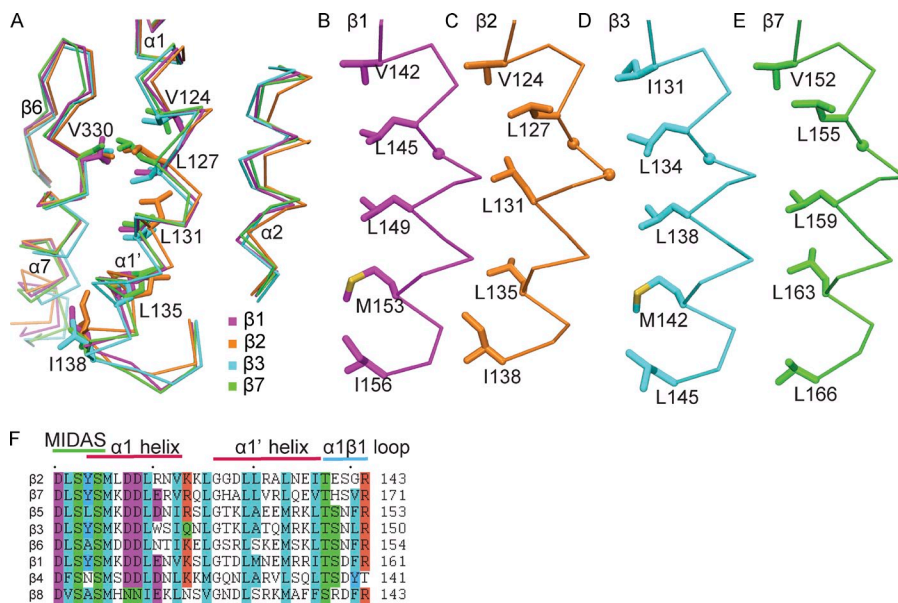 A
B β1
C β2
D β3
E β7
α1
β6
V124
V330
L127
α2
L131
α7
α1'
L135
I138
β1
β2
β3
β7
V142
L145
L149
M153
I156
V124
L127
L131
L135
I138
I131
L134
L138
M142
L145
V152
L155
L159
L163
L166
F
MIDAS α1 helix α1' helix α1β1 loop
β2 DLSYSMLDDLRNVKKLGGDLLRALNEITESGR 143
β7 DLSYSMKDDLERVRQLGHALLVRLQEVTHSVR 171
β5 DLSLSMKDDLDNIRSLGTKLAEEMRKLTSNFR 153
β3 DLSYSMKDDLWSIQNLGTKLATQMRKLTSNLR 150
β6 DLSASMDDDLNTIKELGSRLSKEMSKLTSNFR 154
β1 DLSYSMKDDLENVKSLGTDLMNEMRRITSDFR 161
β4 DFSNSMSDDLDNLKKMGQNLARVLSQLTSDYT 141
β8 DVSASMHNNIEKLNSVGNDLSRKMAFFSRDFR 143